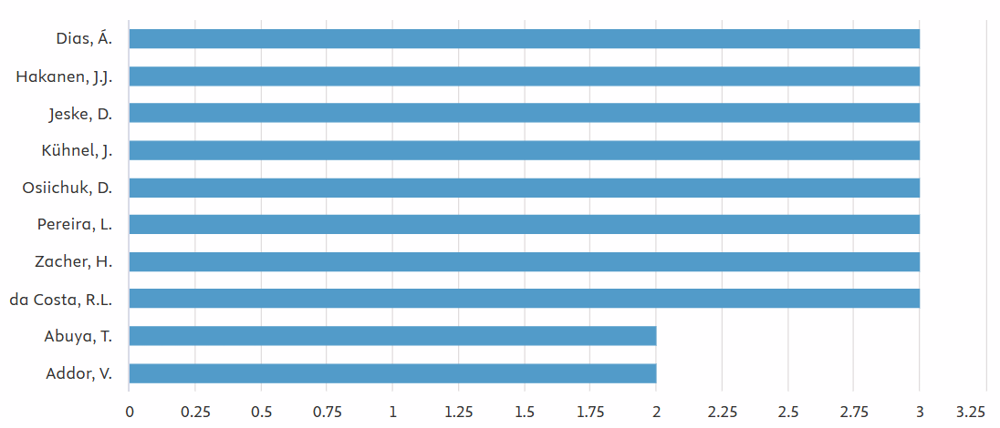 Dias, Á.
Hakanen, J.J.
Jeske, D.
Kühnel, J.
Osiichuk, D.
Pereira, L.
Zacher, H.
da Costa, R.L.
Abuya, T.
Addor, V.
0 0.25 0.5 0.75 1 1.25 1.5 1.75 2 2.25 2.5 2.75 3 3.25